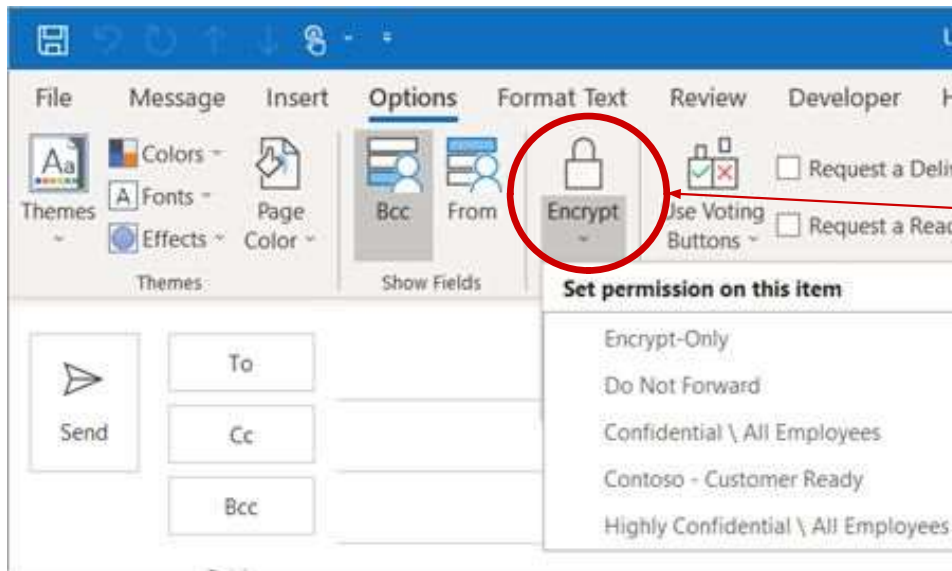 File Message Insert Options Format Text Review Developer
Aa
Themes
Colors
A Fonts
Effects
Page
Color
Themes
Bcc
From
Show Fields
Encrypt
Use Voting
Buttons
Request a
Request a
Set permission on this item
Encrypt-Only
Do Not Forward
Confidential \ All Employees
Contoso - Customer Ready
Highly Confidential \ All Employees
Send
To
Cc
Bcc